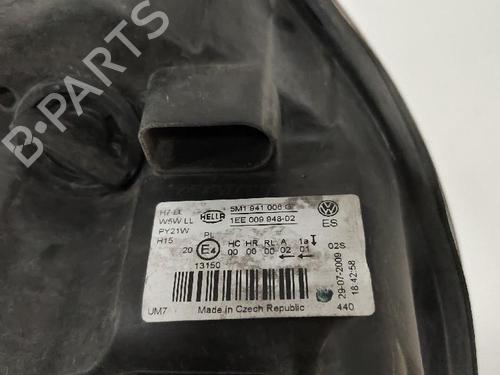 B-PARTS
H7 LL
W5W LL
PY21W
H15
HELLA
5M1 941 006
1EE 009 948-02
ES
PL
20 E4 HC HR RL A 1a 02S
00 00 00 02 01
13150
29-07-2009
18:42:58
UM7
Made in Czech Republic
440